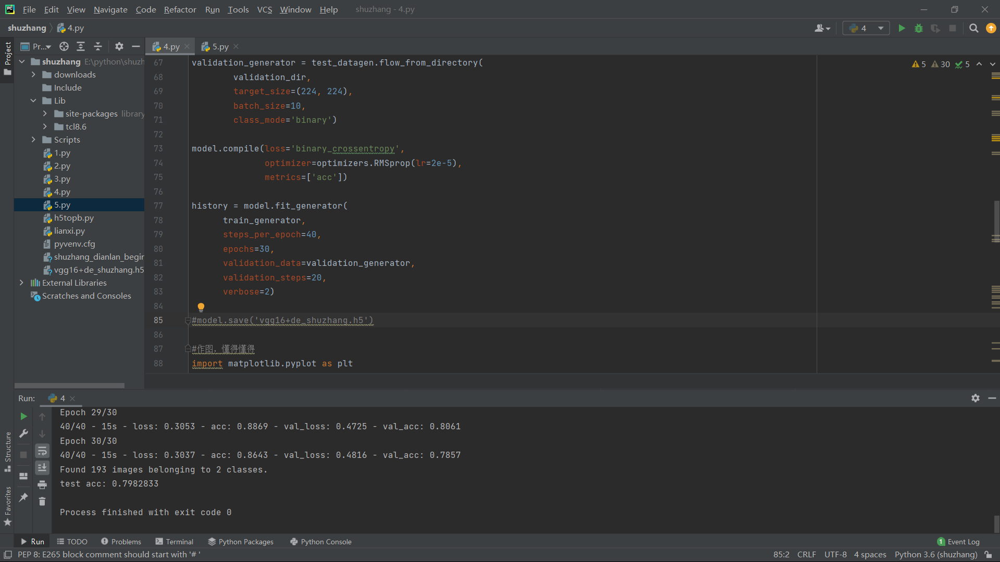 File Edit View Navigate Code Refactor Run Tools VCS Window Help shuzhang - 4.py
shuzhang 4.py
4
Project
Pr...
4.py
5.py
shuzhang E:\python\shuzh
downloads
Include
Lib
site-packages library
tcl8.6
Scripts
1.py
2.py
3.py
4.py
5.py
h5topb.py
lianxi.py
pyvenv.cfg
shuzhang_dianlan_begin
vgg16+de_shuzhang.h5
External Libraries
Scratches and Consoles
5 30 5
67 validation_generator = test_datagen.flow_from_directory(
68 validation_dir,
69 target_size=(224, 224),
70 batch_size=10,
71 class_mode='binary')
72
73 model.compile(loss='binary_crossentropy',
74 optimizer=optimizers.RMSprop(lr=2e-5),
75 metrics=['acc'])
76
77 history = model.fit_generator(
78 train_generator,
79 steps_per_epoch=40,
80 epochs=30,
81 validation_data=validation_generator,
82 validation_steps=20,
83 verbose=2)
84
85 #model.save('vgg16+de_shuzhang.h5')
86
87 #作图，懂得懂得
88 import matplotlib.pyplot as plt
Run: 4
Epoch 29/30
40/40 - 15s - loss: 0.3053 - acc: 0.8869 - val_loss: 0.4725 - val_acc: 0.8061
Epoch 30/30
40/40 - 15s - loss: 0.3037 - acc: 0.8643 - val_loss: 0.4816 - val_acc: 0.7857
Found 193 images belonging to 2 classes.
test acc: 0.7982833
Process finished with exit code 0
Structure
Favorites
Run TODO Problems Terminal Python Packages Python Console 1 Event Log
PEP 8: E265 block comment should start with '# ' 85:2 CRLF UTF-8 4 spaces Python 3.6 (shuzhang)